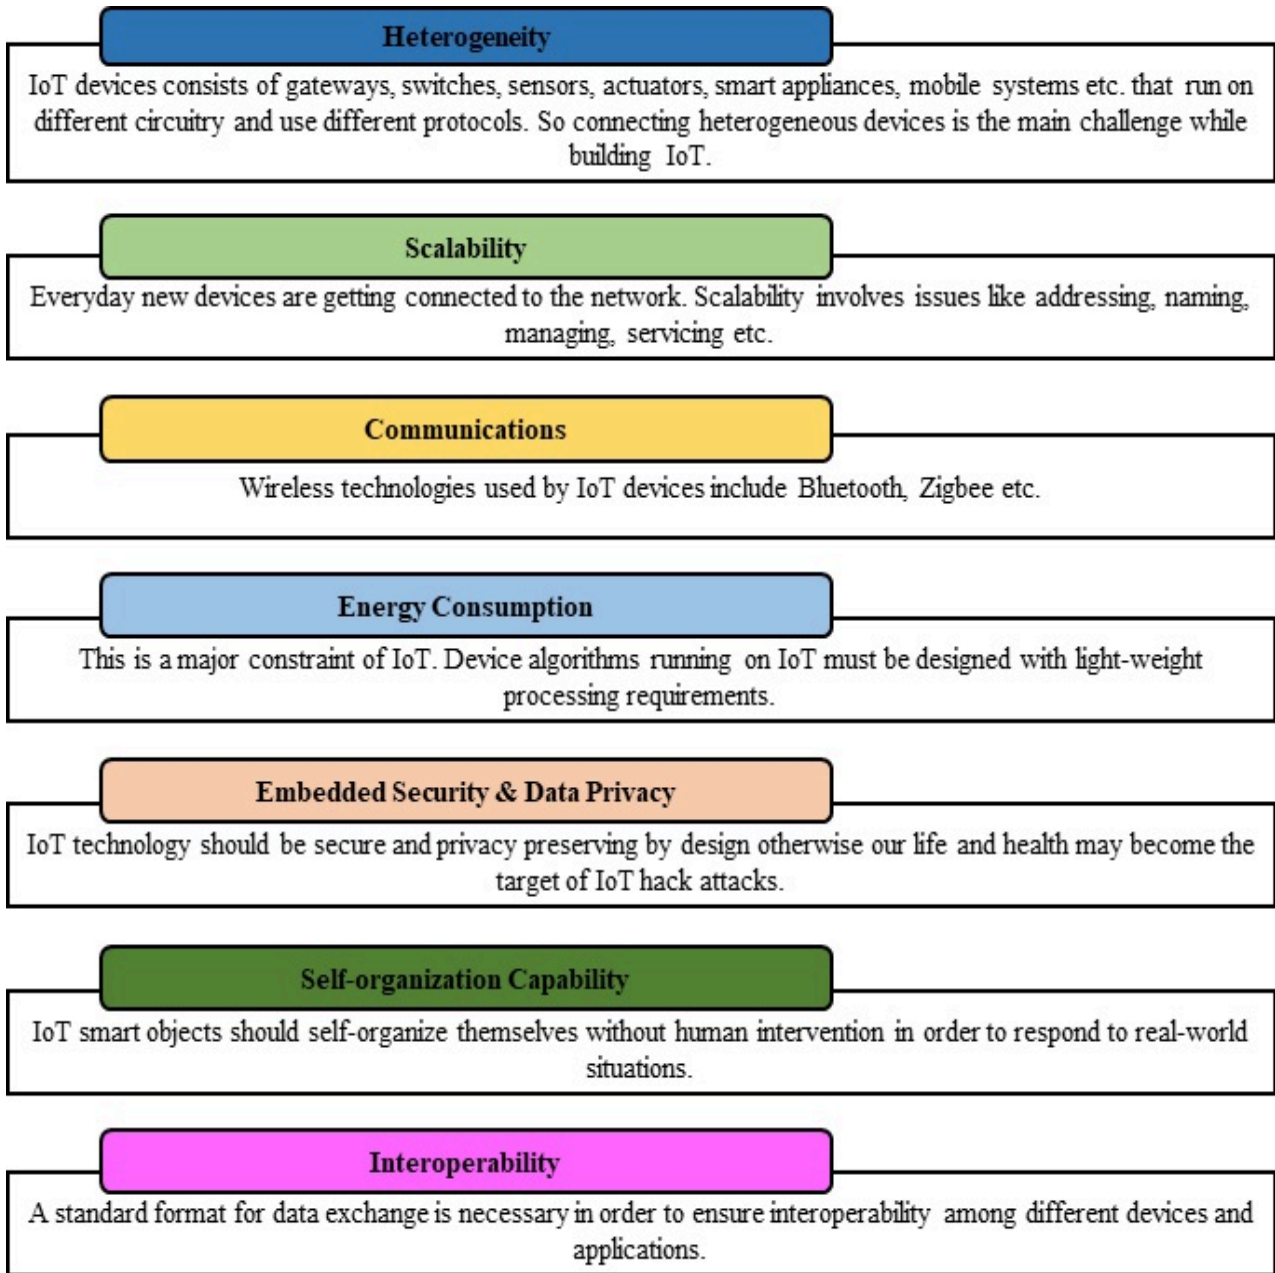 Heterogeneity
IoT devices consists of gateways, switches, sensors, actuators, smart appliances, mobile systems etc. that run on
different circuitry and use different protocols. So connecting heterogeneous devices is the main challenge while
building IoT.
Scalability
Everyday new devices are getting connected to the network. Scalability involves issues like addressing, naming,
managing, servicing etc.
Communications
Wireless technologies used by IoT devices include Bluetooth, Zigbee etc.
Energy Consumption
This is a major constraint of IoT. Device algorithms running on IoT must be designed with light-weight
processing requirements.
Embedded Security & Data Privacy
IoT technology should be secure and privacy preserving by design otherwise our life and health may become the
target of IoT hack attacks.
Self-organization Capability
IoT smart objects should self-organize themselves without human intervention in order to respond to real-world
situations.
Interoperability
A standard format for data exchange is necessary in order to ensure interoperability among different devices and
applications.